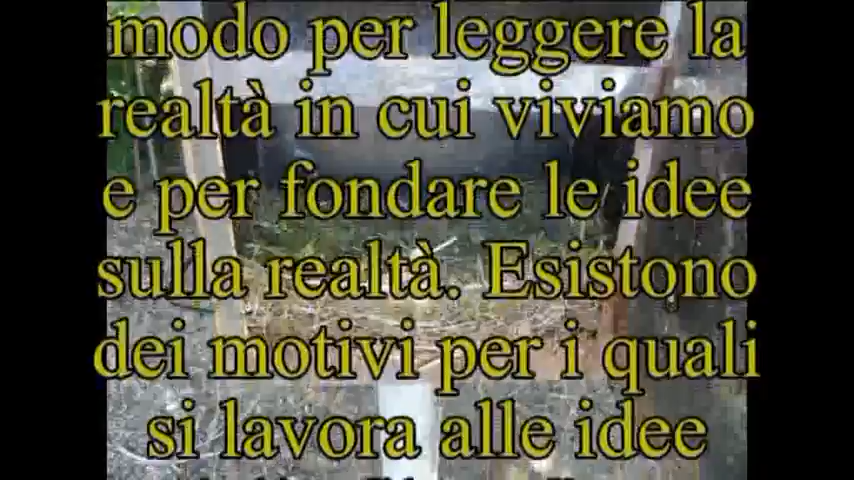 modo per leggere la
realtà in cui viviamo
e per fondare le idee
sulla realtà. Esistono
dei motivi per i quali
si lavora alle idee